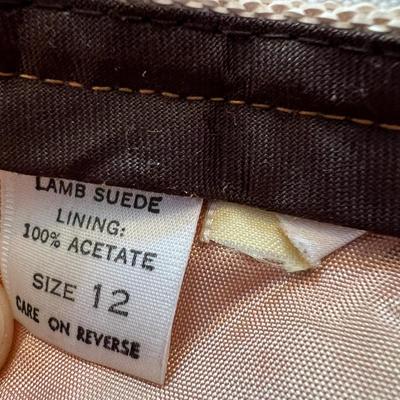 LAMB SUEDE
LINING:
100% ACETATE
SIZE 12
CARE ON REVERSE